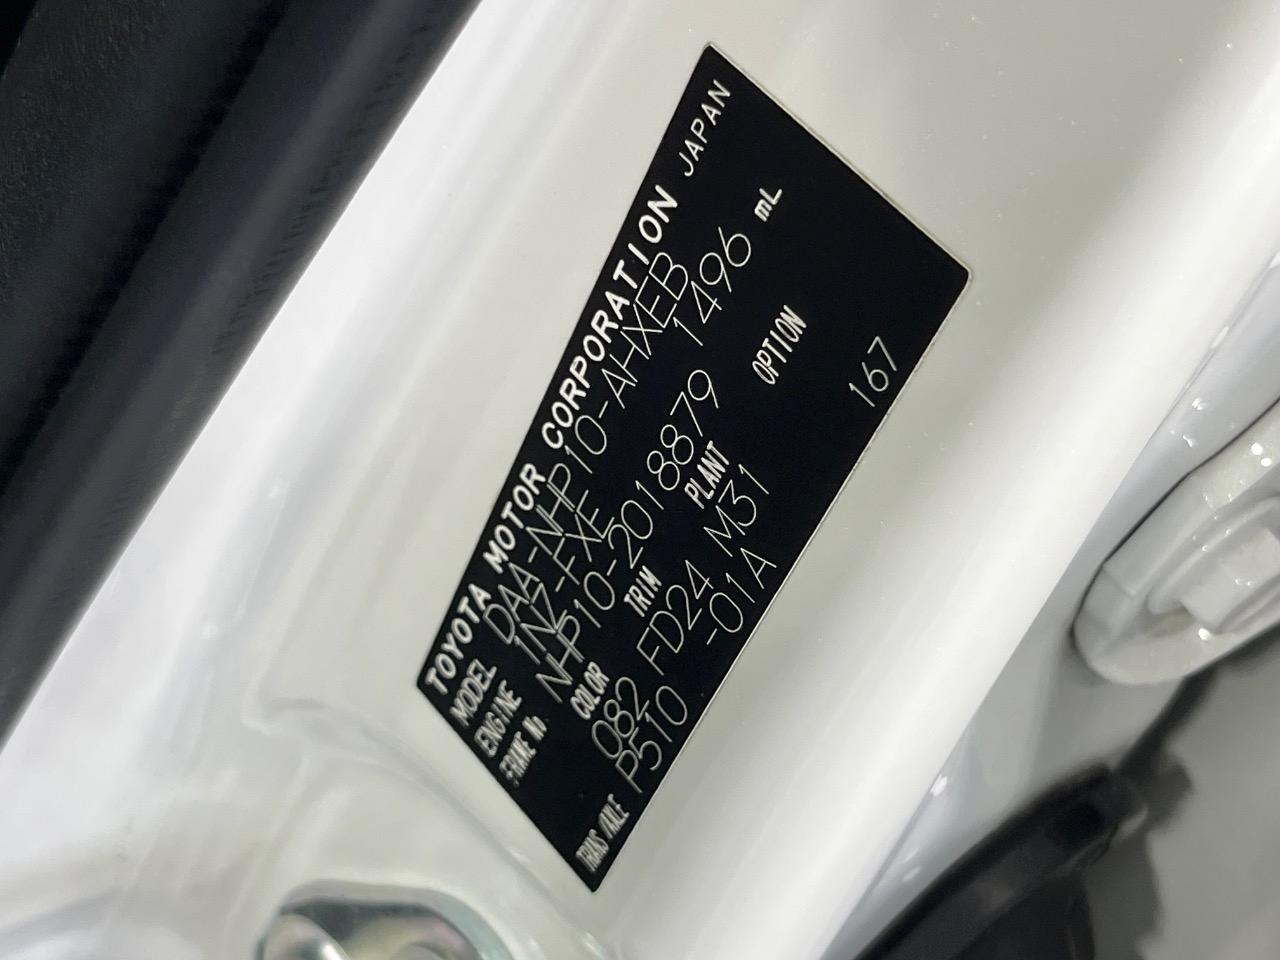 TOYOTA MOTOR CORPORATION JAPAN
MODEL DAA-NHP10-AHXEB
ENGINE 1NZ-FXE 1496 mL
FRAME No. NHP10-2018879
COLOR TRIM PLANT OPTION
082 FD24 M31
TRANS/AXLE P510 -01A 167